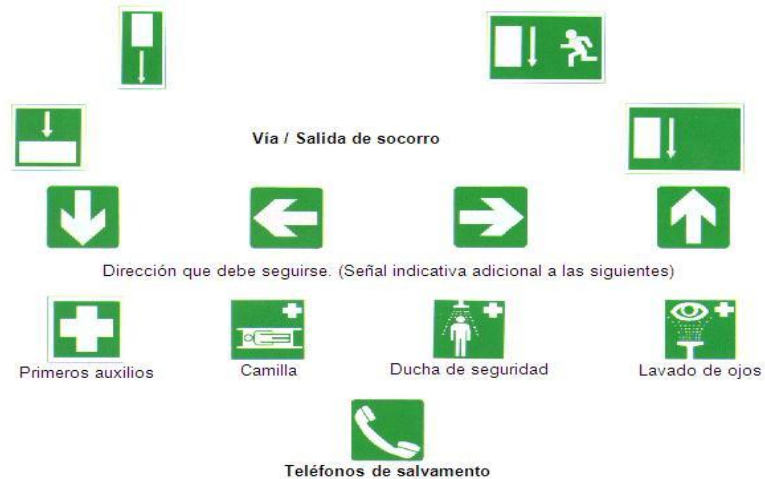 Vía / Salida de socorro
Dirección que debe seguirse. (Señal indicativa adicional a las siguientes)
Primeros auxilios
Camilla
Ducha de seguridad
Lavado de ojos
Teléfonos de salvamento